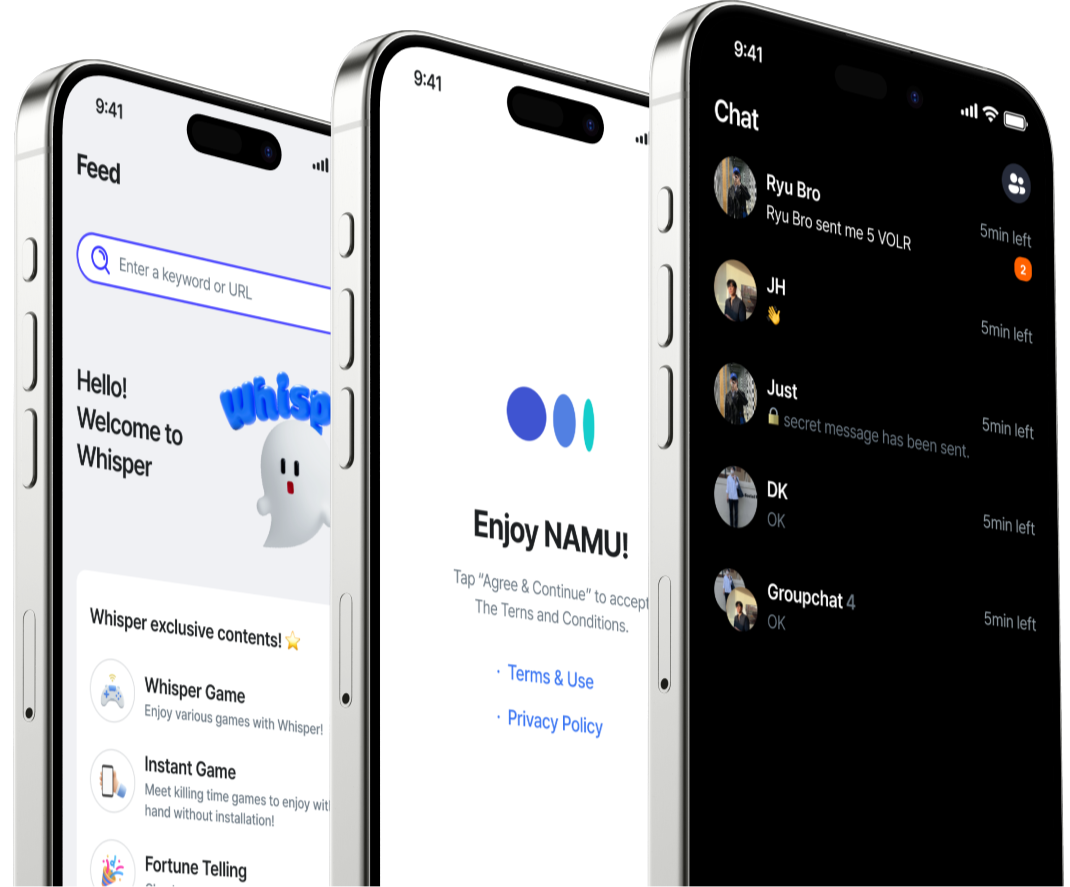 9:41
Feed
Enter a keyword or URL
Hello!
Welcome to
Whisper
Whisp
Whisper exclusive contents! ⭐
Whisper Game
Enjoy various games with Whisper!
Instant Game
Meet killing time games to enjoy wit
hand without installation!
Fortune Telling
9:41
Enjoy NAMU!
Tap “Agree & Continue” to accept
The Terns and Conditions.
· Terms & Use
· Privacy Policy
9:41
Chat
Ryu Bro
Ryu Bro sent me 5 VOLR
5min left
2
JH
👋
5min left
Just
🔒 secret message has been sent.
5min left
DK
OK
5min left
Groupchat 4
OK
5min left